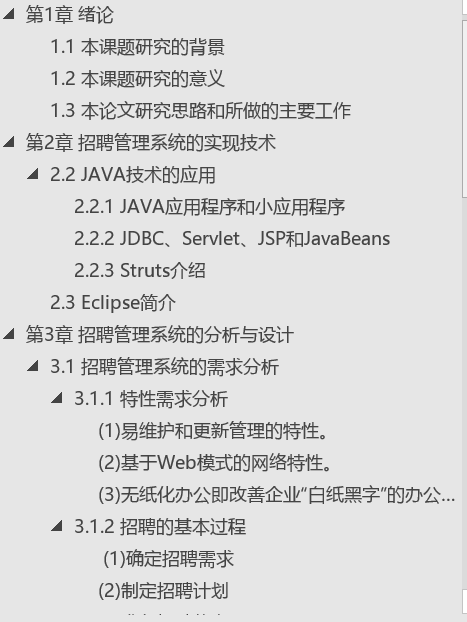 第1章 绪论
1.1 本课题研究的背景
1.2 本课题研究的意义
1.3 本论文研究思路和所做的主要工作
第2章 招聘管理系统的实现技术
2.2 JAVA技术的应用
2.2.1 JAVA应用程序和小应用程序
2.2.2 JDBC、Servlet、JSP和JavaBeans
2.2.3 Struts介绍
2.3 Eclipse简介
第3章 招聘管理系统的分析与设计
3.1 招聘管理系统的需求分析
3.1.1 特性需求分析
(1)易维护和更新管理的特性。
(2)基于Web模式的网络特性。
(3)无纸化办公即改善企业“白纸黑字”的办公...
3.1.2 招聘的基本过程
(1)确定招聘需求
(2)制定招聘计划